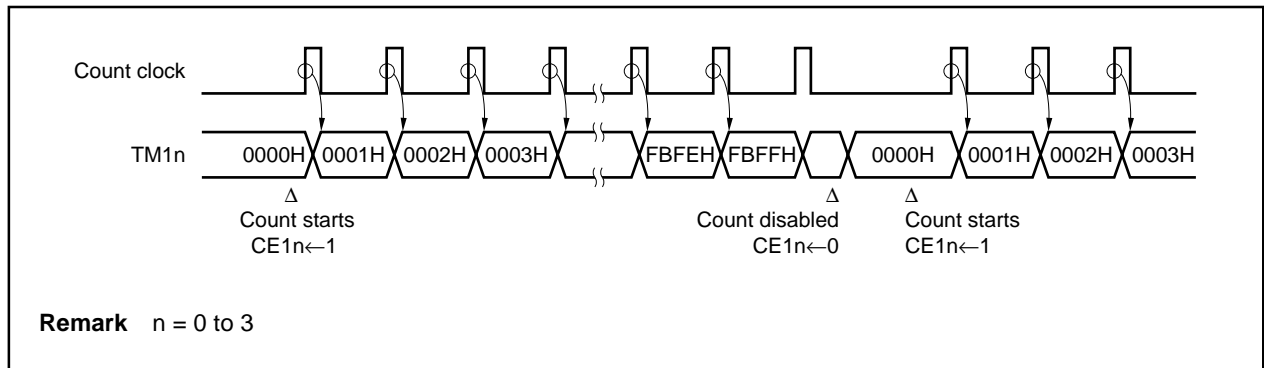 Count clock
TM1n 0000H 0001H 0002H 0003H FBFEH FBFFH 0000H 0001H 0002H 0003H
Δ Δ Δ
Count starts Count disabled Count starts
CE1n←1 CE1n←0 CE1n←1
Remark n = 0 to 3